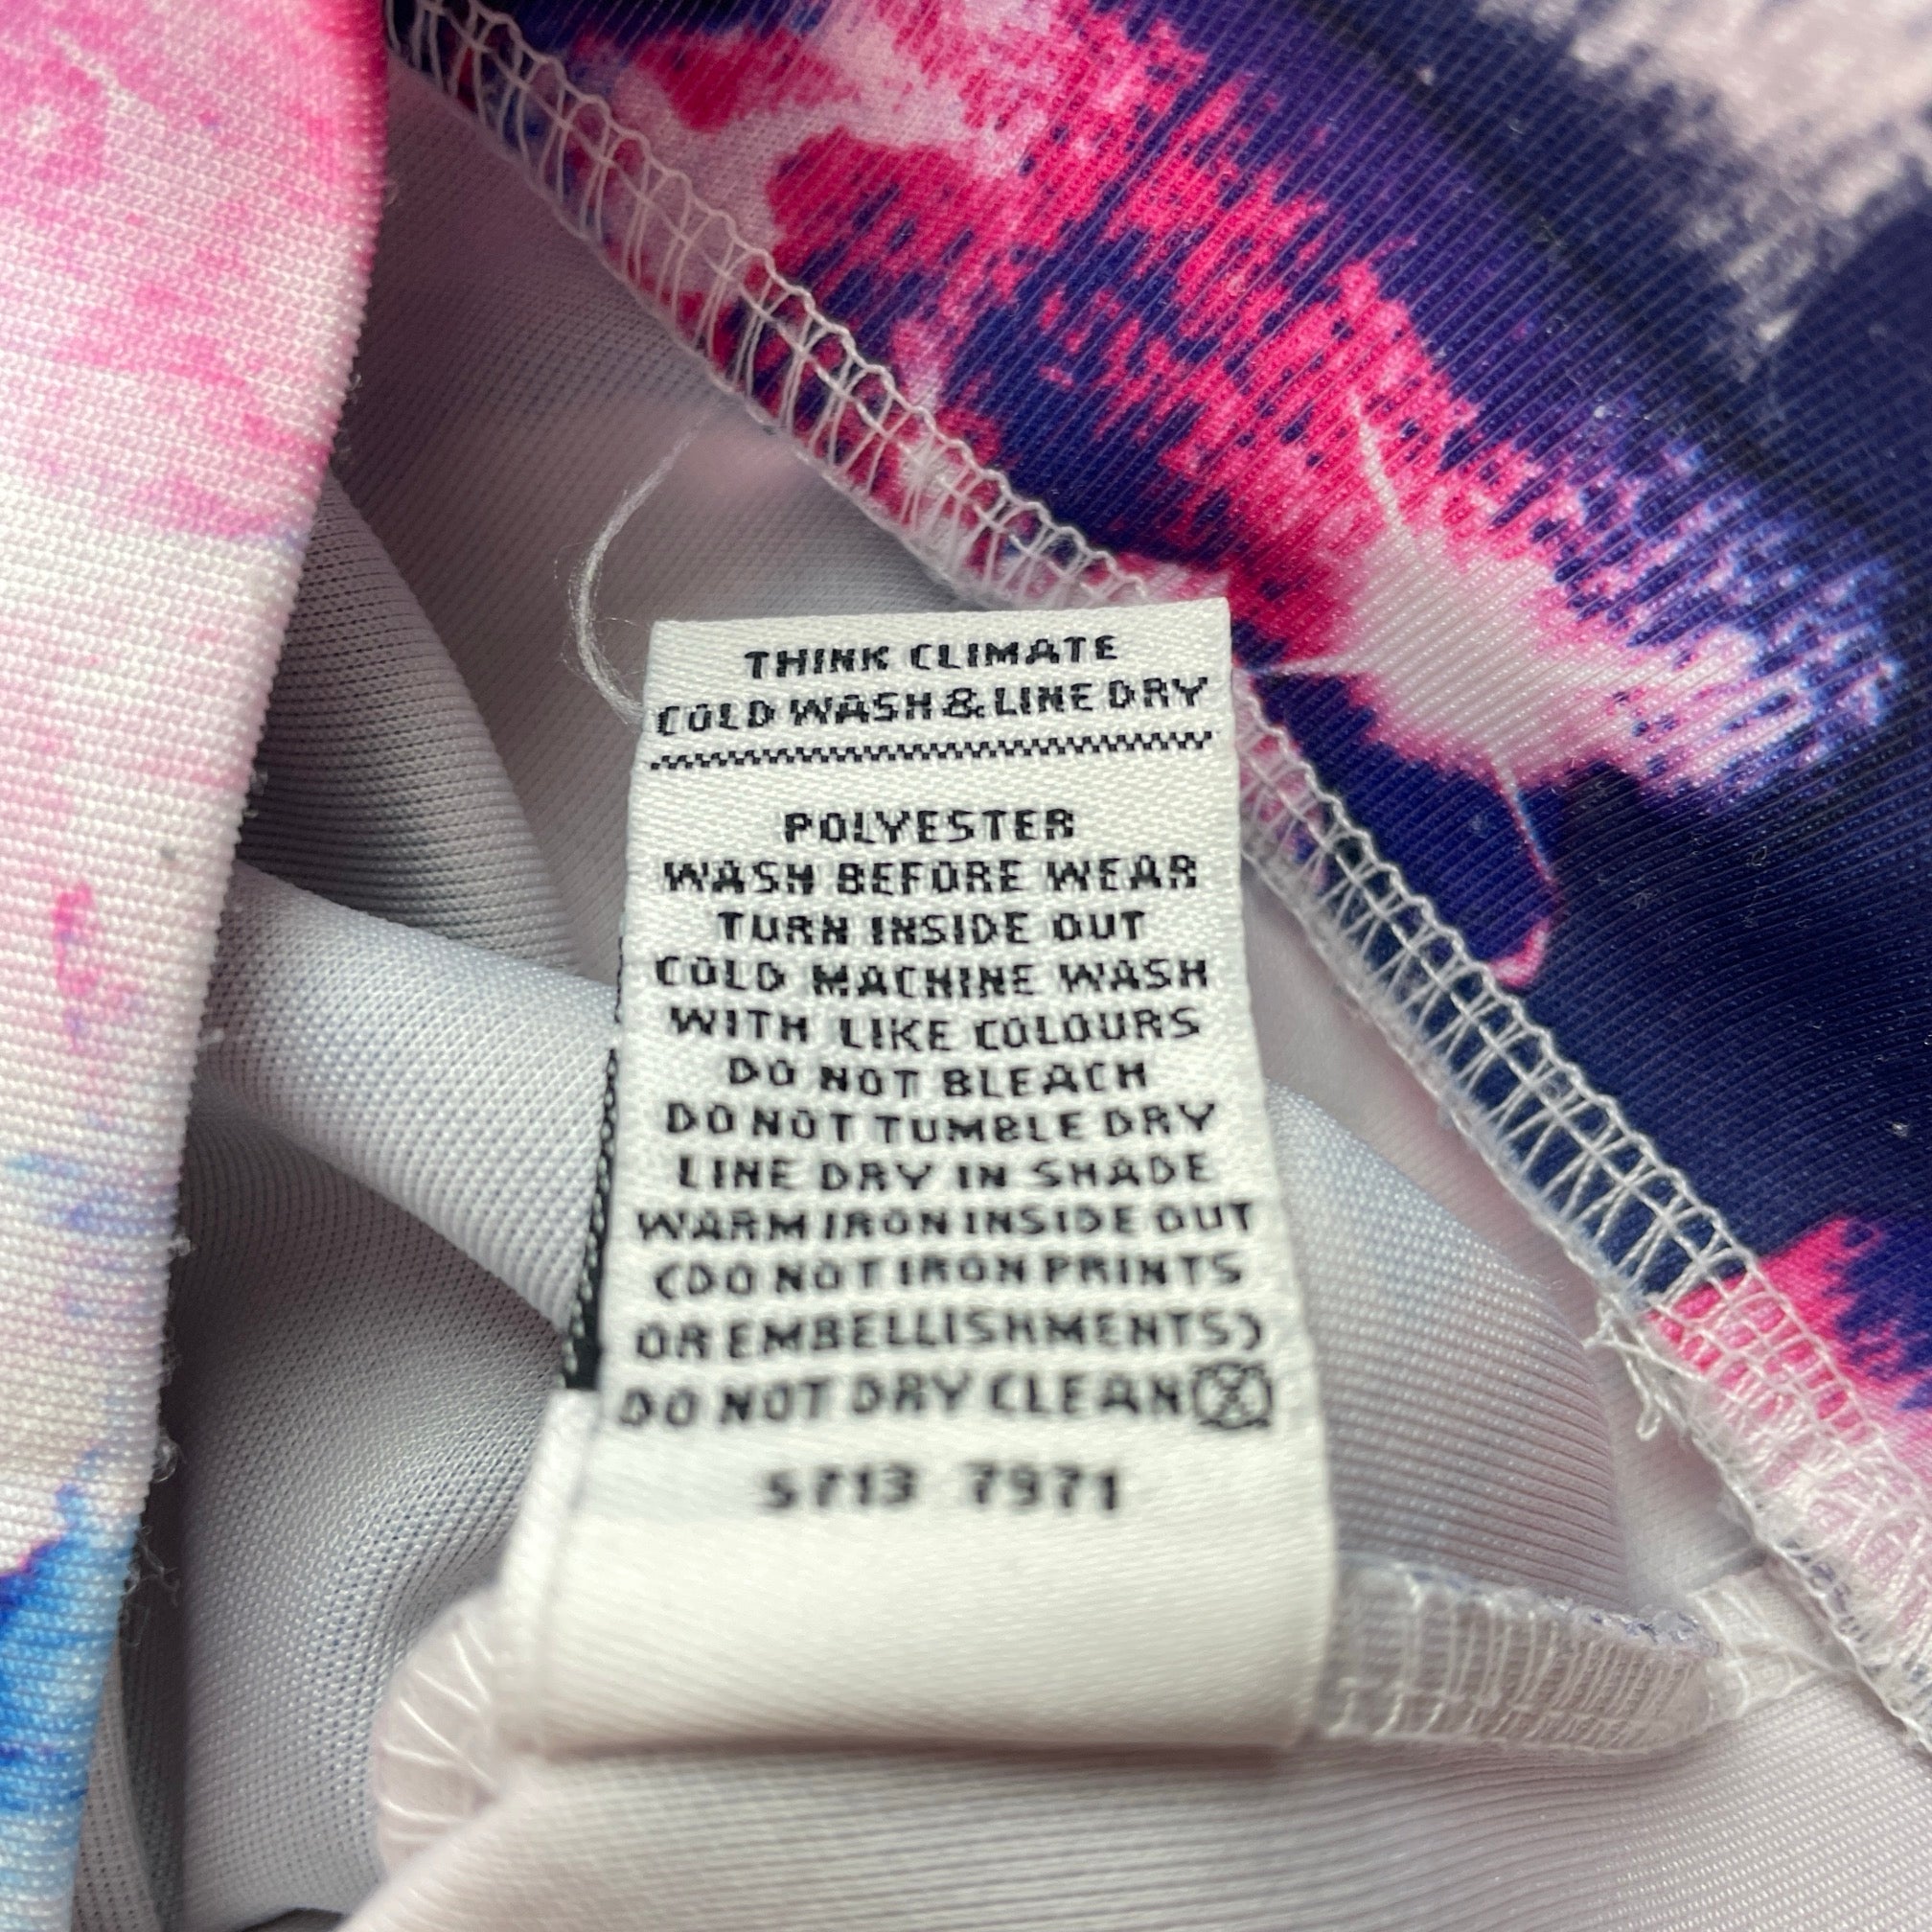 THINK CLIMATE
COLD WASH & LINE DRY
POLYESTER
WASH BEFORE WEAR
TURN INSIDE OUT
COLD MACHINE WASH
WITH LIKE COLOURS
DO NOT BLEACH
DO NOT TUMBLE DRY
LINE DRY IN SHADE
WARM IRON INSIDE OUT
(DO NOT IRON PRINTS
OR EMBELLISHMENTS)
DO NOT DRY CLEAN
5713 7971